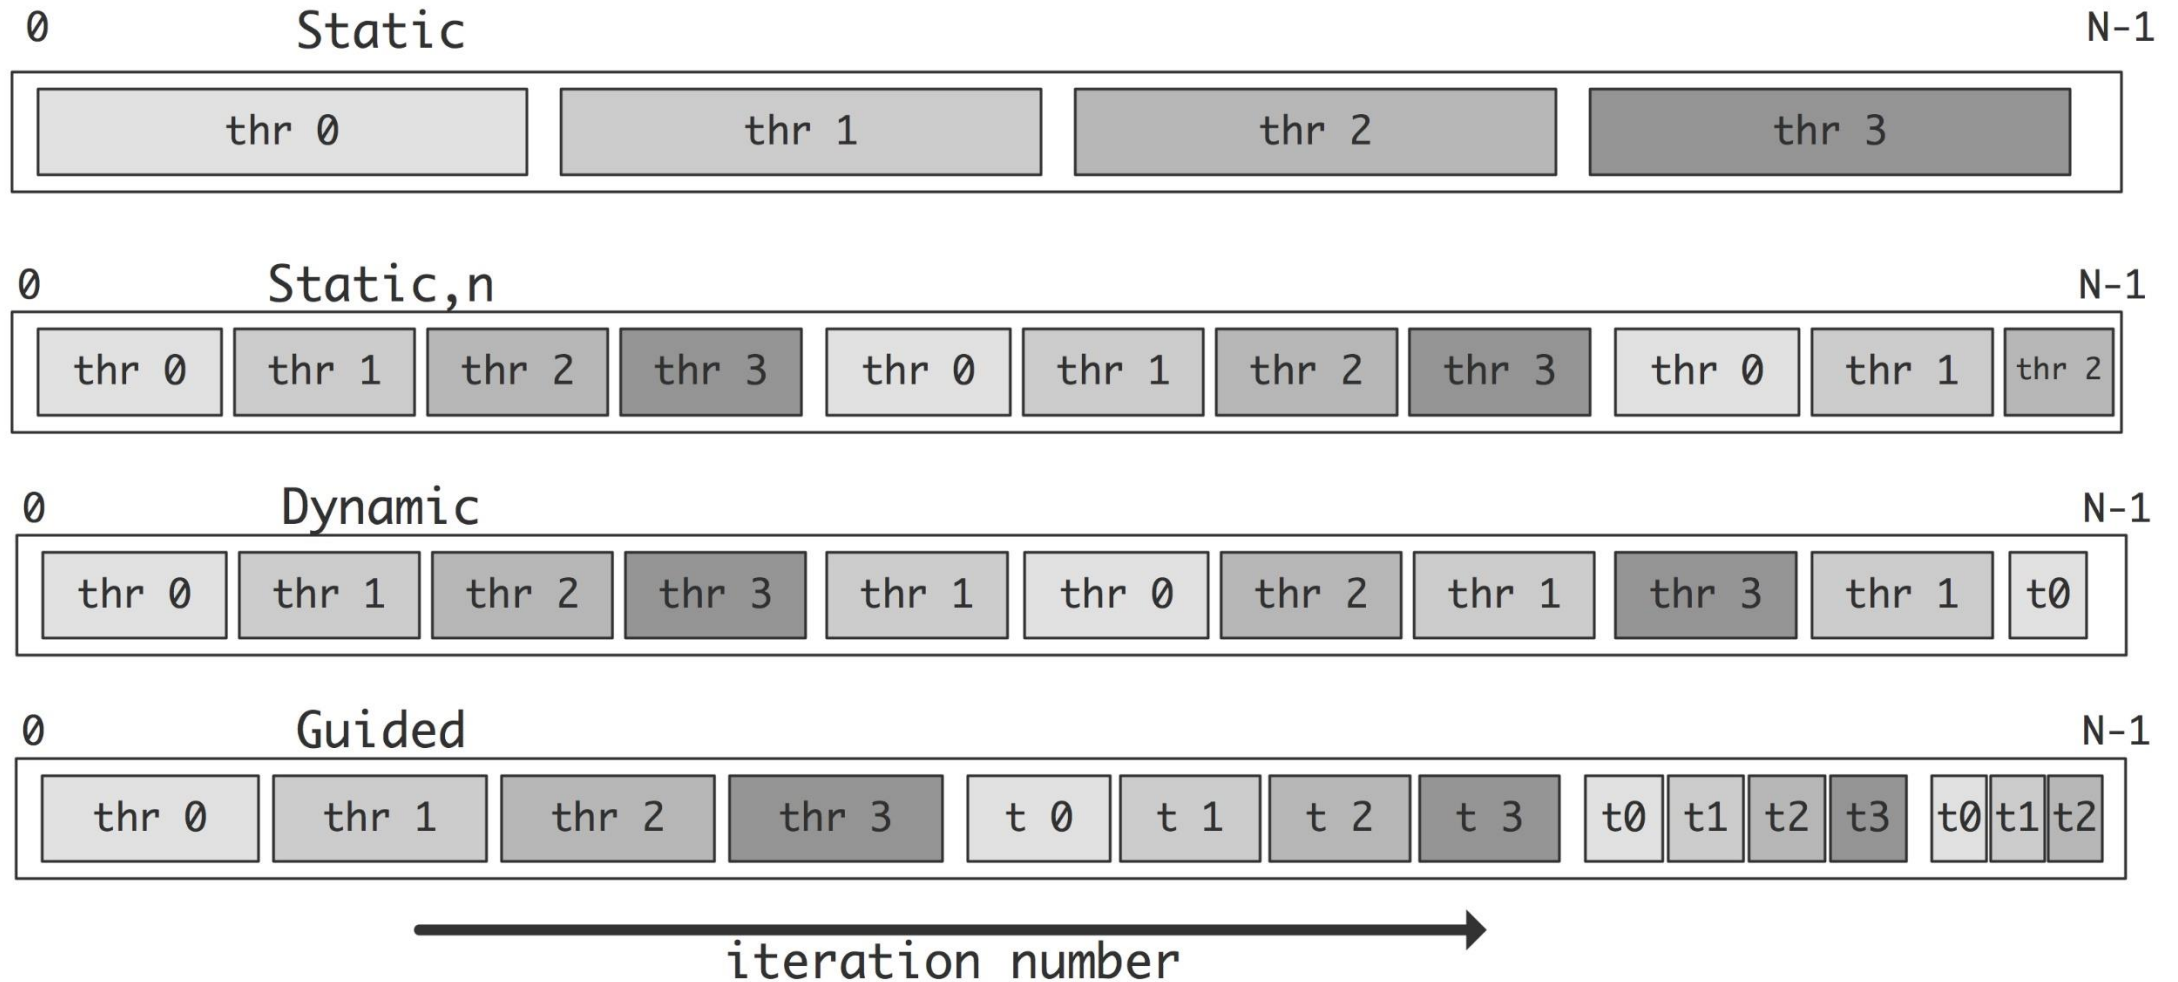 0 Static N-1
thr 0 thr 1 thr 2 thr 3
0 Static,n N-1
thr 0 thr 1 thr 2 thr 3 thr 0 thr 1 thr 2 thr 3 thr 0 thr 1 thr 2
0 Dynamic N-1
thr 0 thr 1 thr 2 thr 3 thr 1 thr 0 thr 2 thr 1 thr 3 thr 1 t0
0 Guided N-1
thr 0 thr 1 thr 2 thr 3 t 0 t 1 t 2 t 3 t0 t1 t2 t3 t0 t1 t2
iteration number